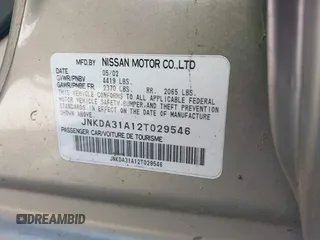 MFD. BY NISSAN MOTOR CO.,LTD
DATE 05/02
GVWR/PNBV 4419 LBS.
GAWR/PNBE FR. 2370 LBS. RR. 2065 LBS.
THIS VEHICLE CONFORMS TO ALL APPLICABLE FEDERAL
MOTOR VEHICLE SAFETY,BUMPER,AND THEFT PREVENTION
STANDARDS IN EFFECT ON THE DATE OF MANUFACTURE
SHOWN ABOVE.
JNKDA31A12T029546
PASSENGER CAR/VOITURE DE TOURISME
JNKDA31A12T029546
DREAMBID